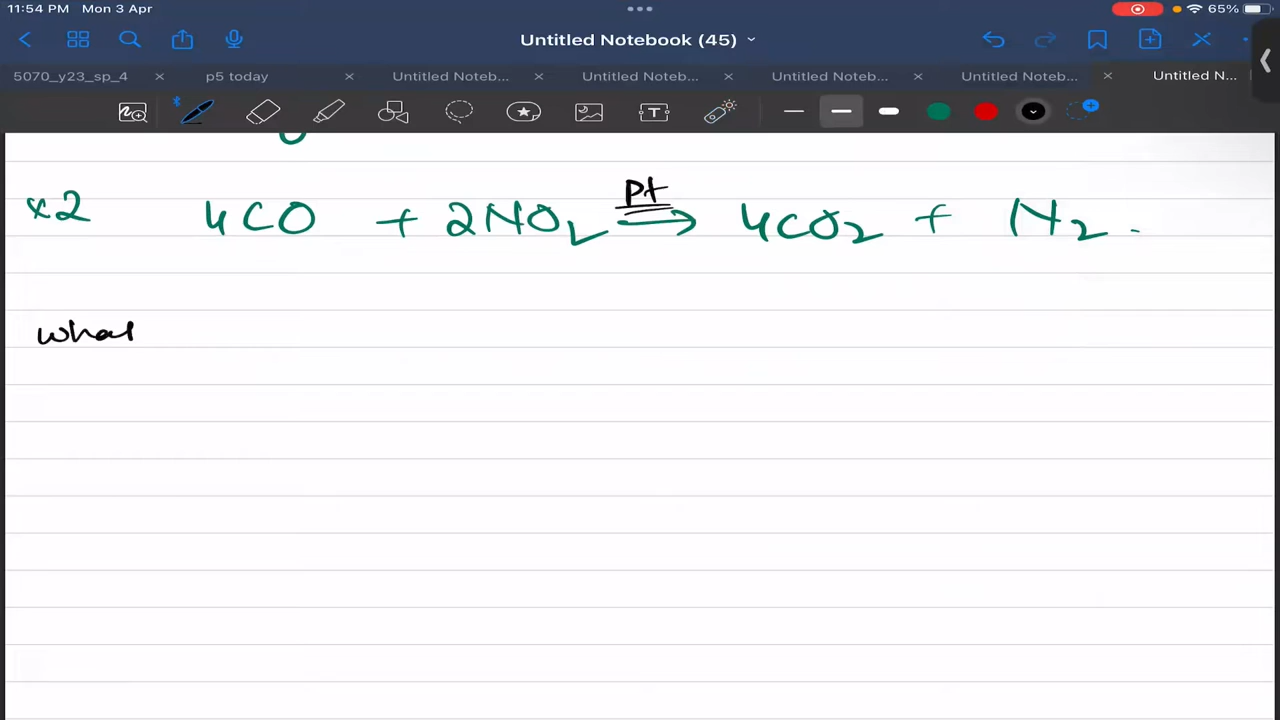 11:54 PM Mon 3 Apr 65%
Untitled Notebook (45)
5070_y23_sp_4 p5 today Untitled Noteb... Untitled Noteb... Untitled Noteb... Untitled Noteb... Untitled N...
T
Pt
×2 4CO + 2NO₂ → 4CO₂ + N₂.
what